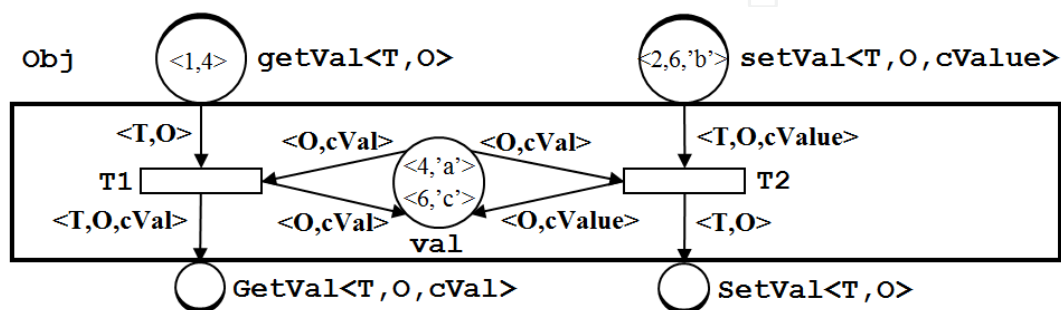 Obj <1,4> getVal<T,O> <2,6,’b’> setVal<T,O,cValue>
<T,O> <O,cVal> <O,cVal> <T,O,cValue>
T1 <4,’a’> T2
<6,’c’>
<T,O,cVal> <O,cVal> <O,cValue> <T,O>
val
GetVal<T,O,cVal> SetVal<T,O>